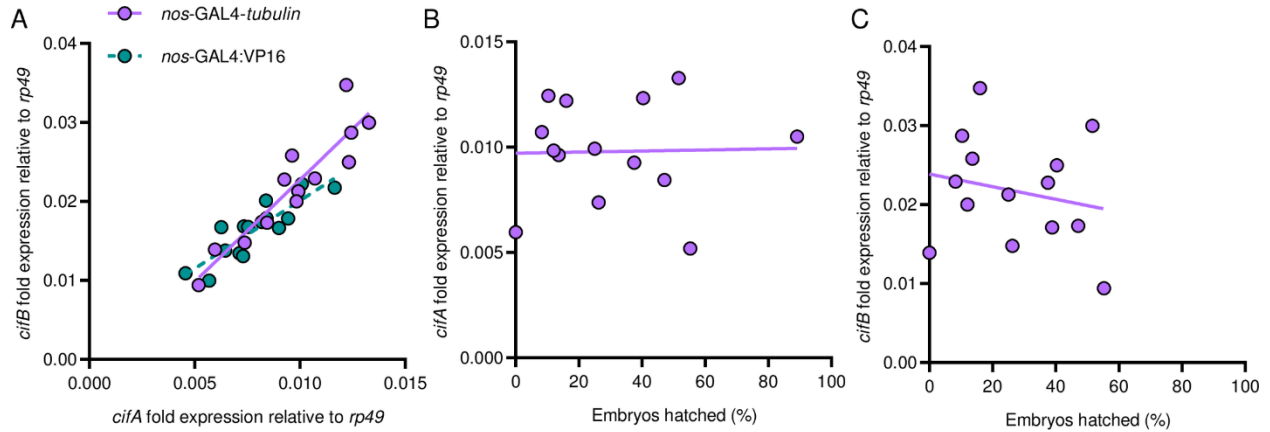 A
nos-GAL4-tubulin
nos-GAL4:VP16
cifB fold expression relative to rp49
0.04
0.03
0.02
0.01
0.00
0.000
0.005
0.010
0.015
cifA fold expression relative to rp49
B
cifA fold expression relative to rp49
0.015
0.010
0.005
0.000
0
20
40
60
80
100
Embryos hatched (%)
C
cifB fold expression relative to rp49
0.04
0.03
0.02
0.01
0.00
0
20
40
60
80
100
Embryos hatched (%)